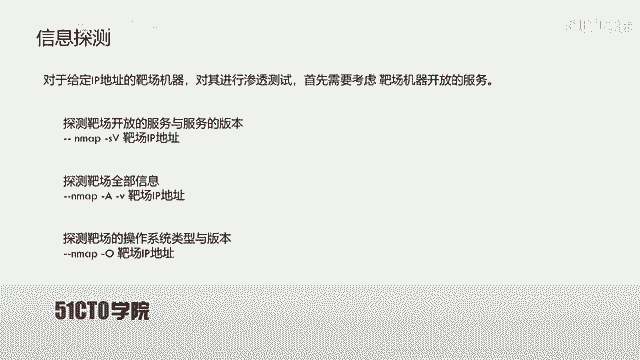 信息探测
对于给定IP地址的靶场机器，对其进行渗透测试，首先需要考虑 靶场机器开放的服务。
探测靶场开放的服务与服务的版本
-- nmap -sV 靶场IP地址
探测靶场全部信息
--nmap -A -v 靶场IP地址
探测靶场的操作系统类型与版本
--nmap -O 靶场IP地址
51CTO学院